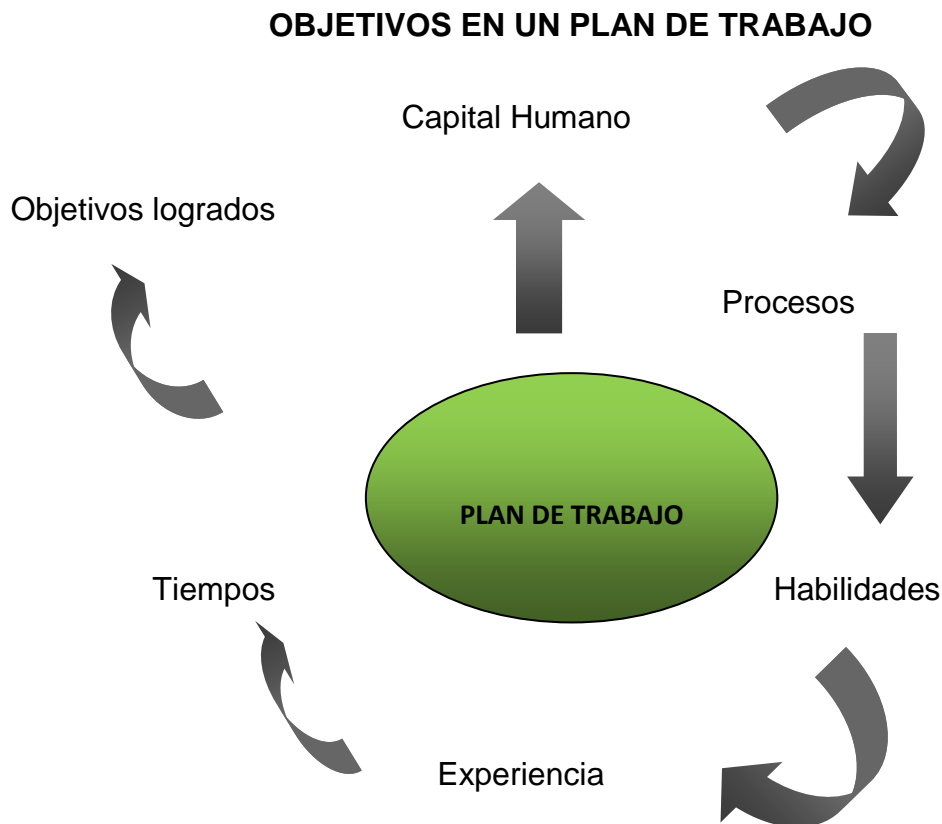 OBJETIVOS EN UN PLAN DE TRABAJO
Capital Humano
Objetivos logrados
Procesos
PLAN DE TRABAJO
Tiempos
Habilidades
Experiencia